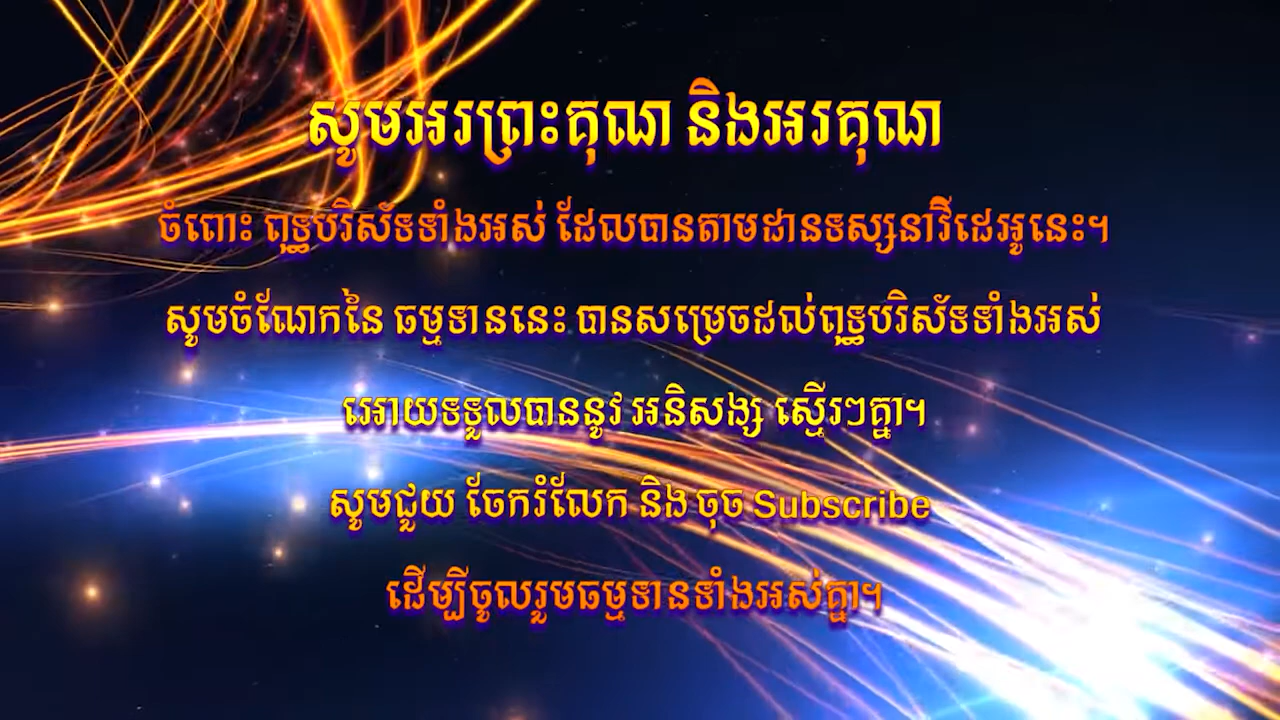 សូមអរព្រះគុណ និងអរគុណ
ចំពោះ ពុទ្ធបរិស័ទទាំងអស់ ដែលបានតាមដានទស្សនាវីដេអូនេះ។
សូមចំណែកនៃ ធម្មទាននេះ បានសម្រេចដល់ពុទ្ធបរិស័ទទាំងអស់
អោយទទួលបាននូវ អនិសង្ស ស្មើរៗគ្នា។
សូមជួយ ចែករំលែក និង ចុច Subscribe
ដើម្បីចូលរួមធម្មទានទាំងអស់គ្នា។